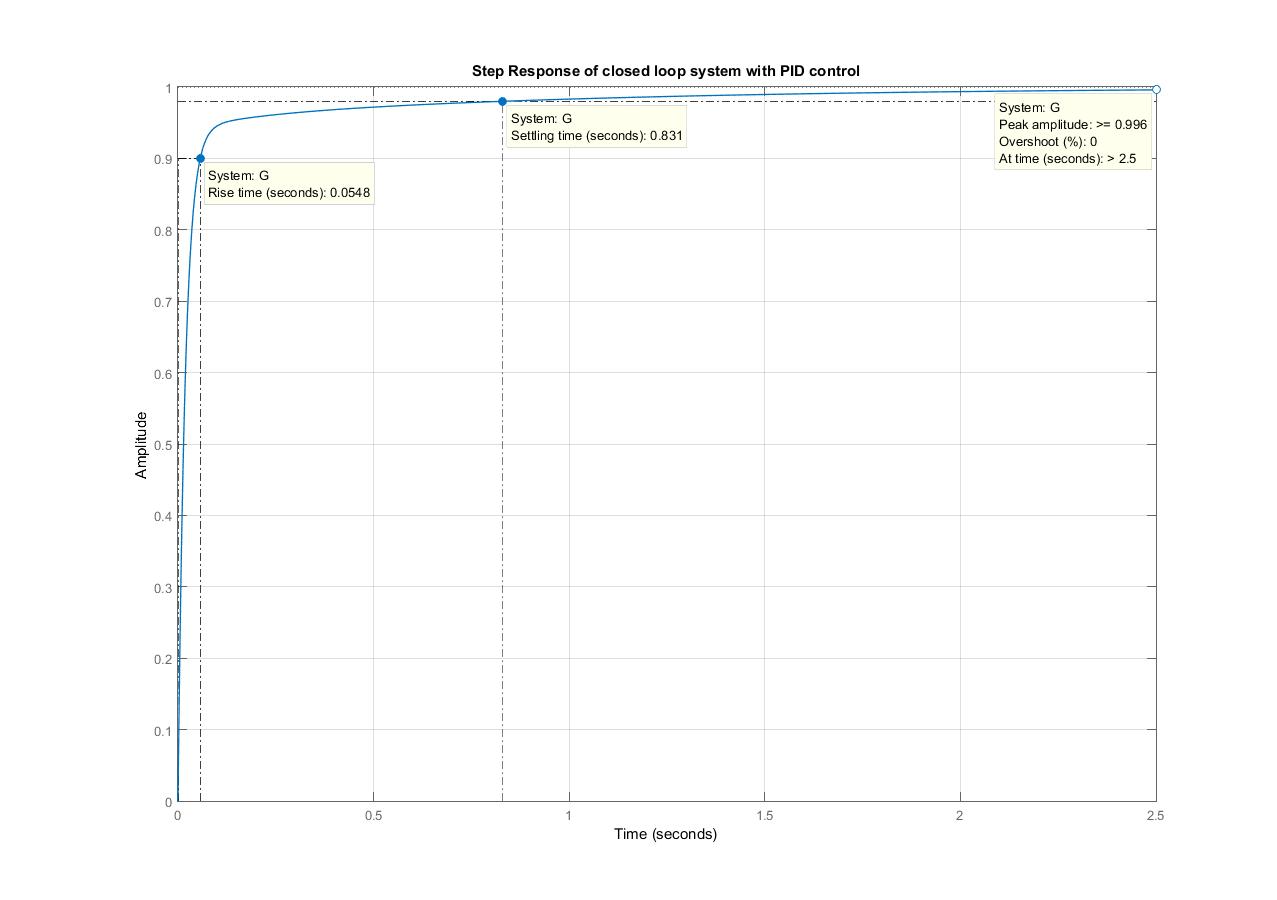 Step Response of closed loop system with PID control
1
0.9
0.8
0.7
0.6
0.5
0.4
0.3
0.2
0.1
0
Amplitude
System: G
Rise time (seconds): 0.0548
System: G
Settling time (seconds): 0.831
System: G
Peak amplitude: >= 0.996
Overshoot (%): 0
At time (seconds): > 2.5
0
0.5
1
1.5
2
2.5
Time (seconds)